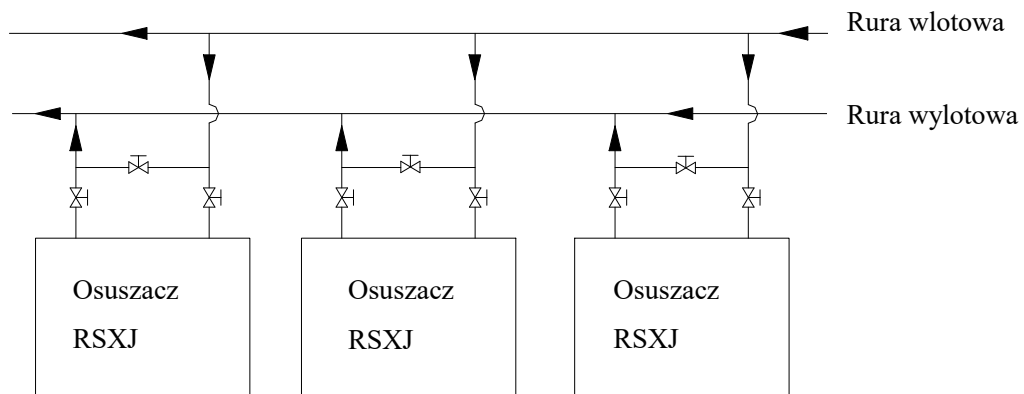 Rura wlotowa
Rura wylotowa
Osuszacz
RSXJ
Osuszacz
RSXJ
Osuszacz
RSXJ